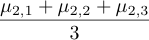 \frac{\mu_{2,1} + \mu_{2,2} + \mu_{2,3}}{3}